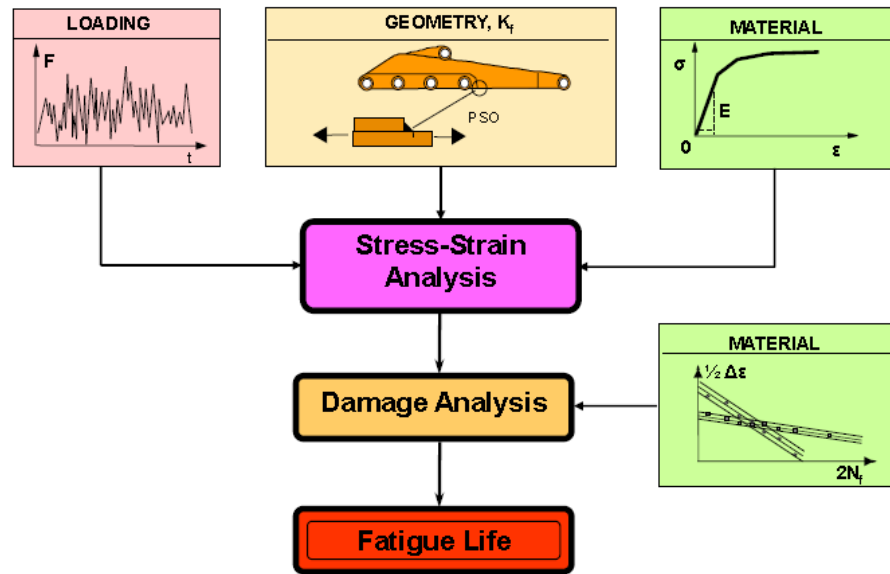 LOADING
F
t
GEOMETRY, Kf
PSO
MATERIAL
σ
E
0
ε
Stress-Strain
Analysis
MATERIAL
½ Δε
2Nf
Damage Analysis
Fatigue Life